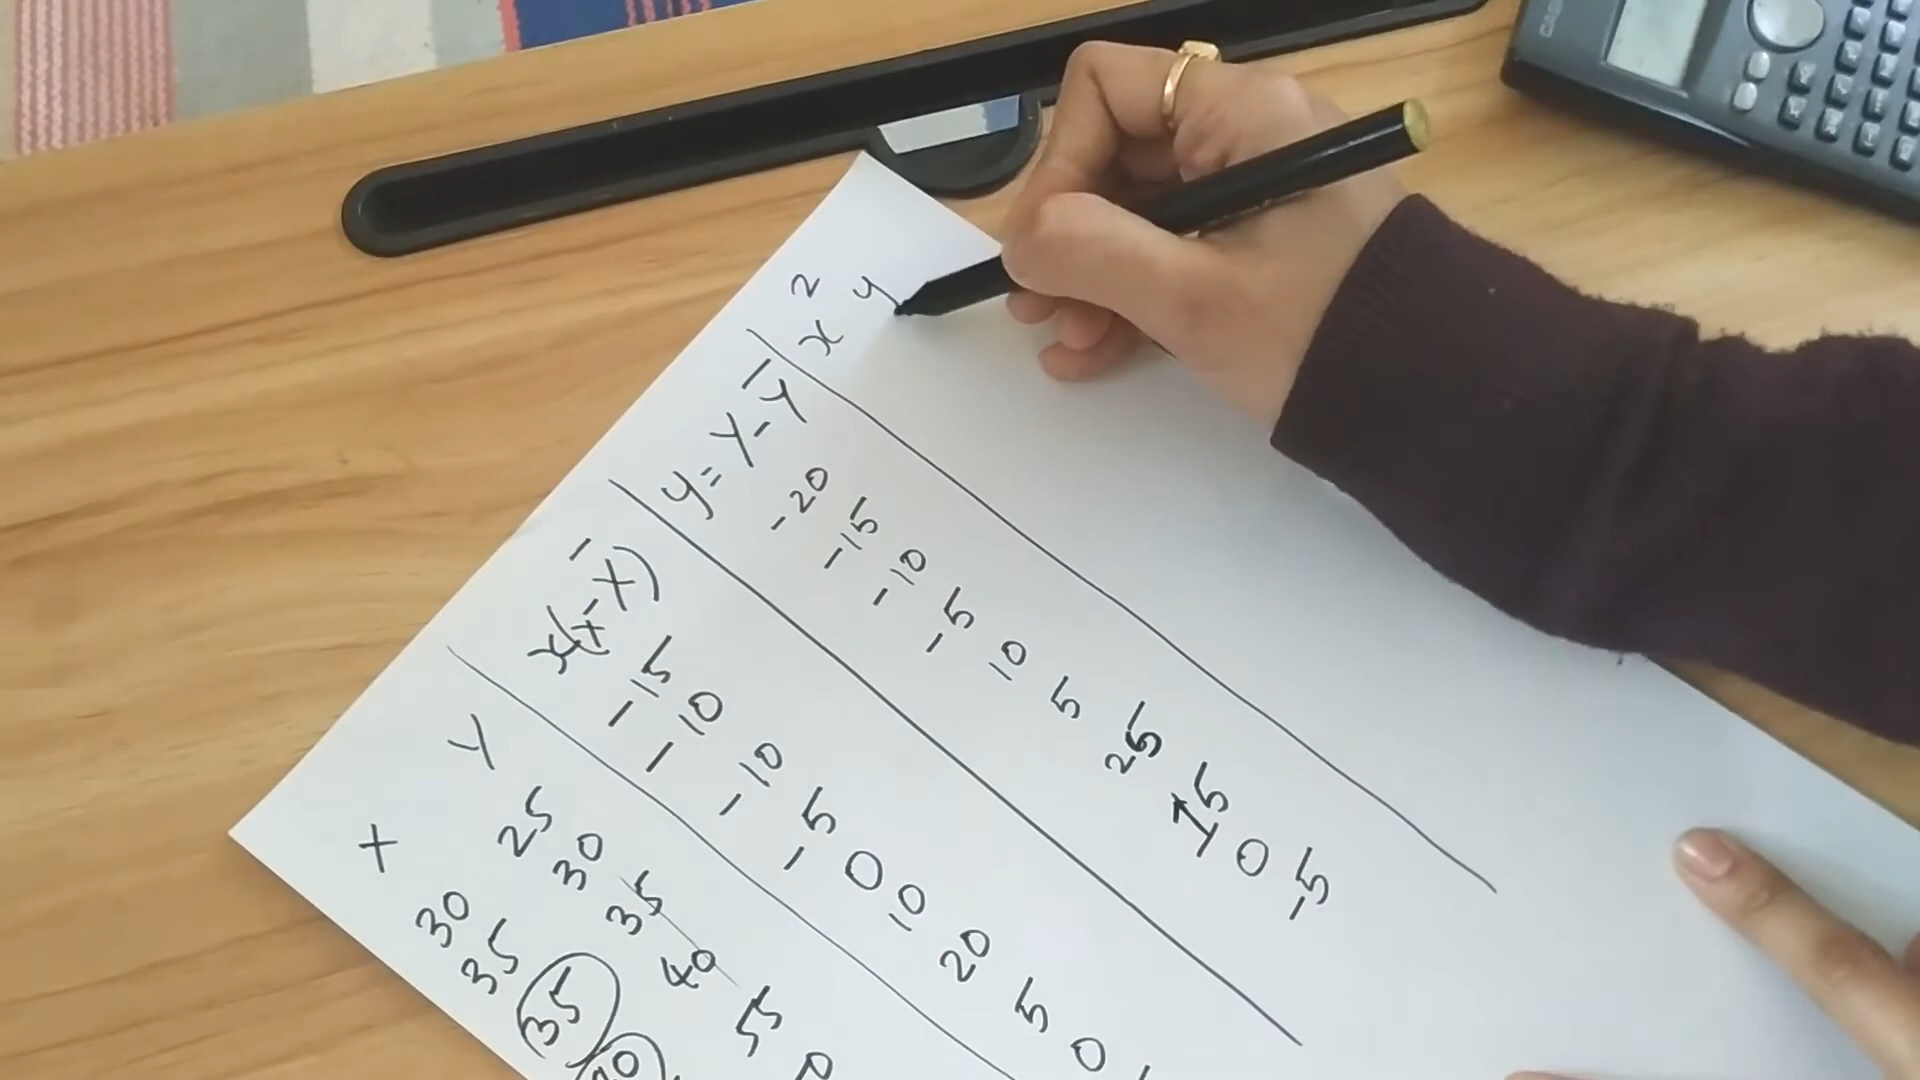 X Y x(x-X̄) y=Y-Ȳ x² y
30 25 -15 -20
35 30 -10 -15
35 35 -10 -10
40 -5 -5
55 0 10
10 5
20 25
5 15
0 0
-5
CASIO